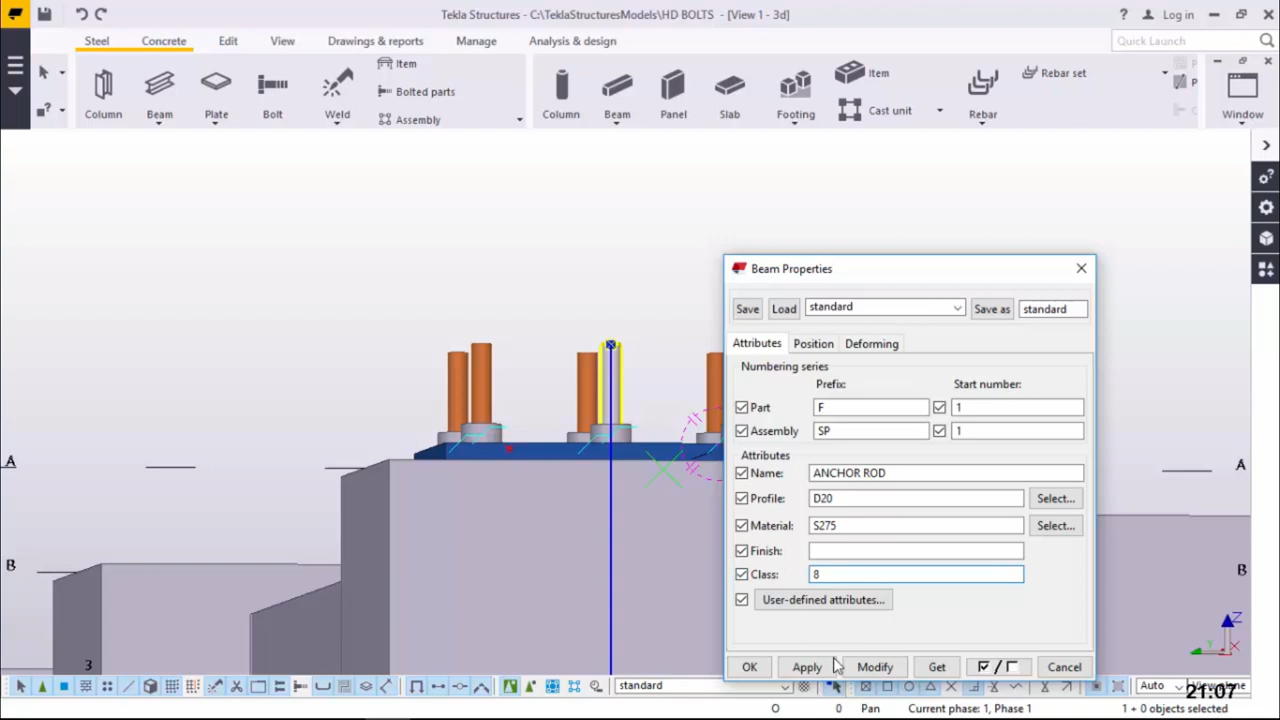 Tekla Structures - C:\TeklaStructuresModels\HD BOLTS - [View 1 - 3d]
? Log in
Steel Concrete Edit View Drawings & reports Manage Analysis & design Quick Launch
Column Beam Plate Bolt Weld
Item
Bolted parts
Assembly
Column Beam Panel Slab Footing
Item
Cast unit
Rebar
Rebar set
Window
Beam Properties
Save Load standard Save as standard
Attributes Position Deforming
Numbering series
Prefix: Start number:
Part F 1
Assembly SP 1
Attributes
Name: ANCHOR ROD
Profile: D20 Select...
Material: S275 Select...
Finish:
Class: 8
User-defined attributes...
OK Apply Modify Get / Cancel
A A
B B
3
Z
Y X
standard Auto View plane
21:07
O 0 Pan Current phase: 1, Phase 1 1 + 0 objects selected